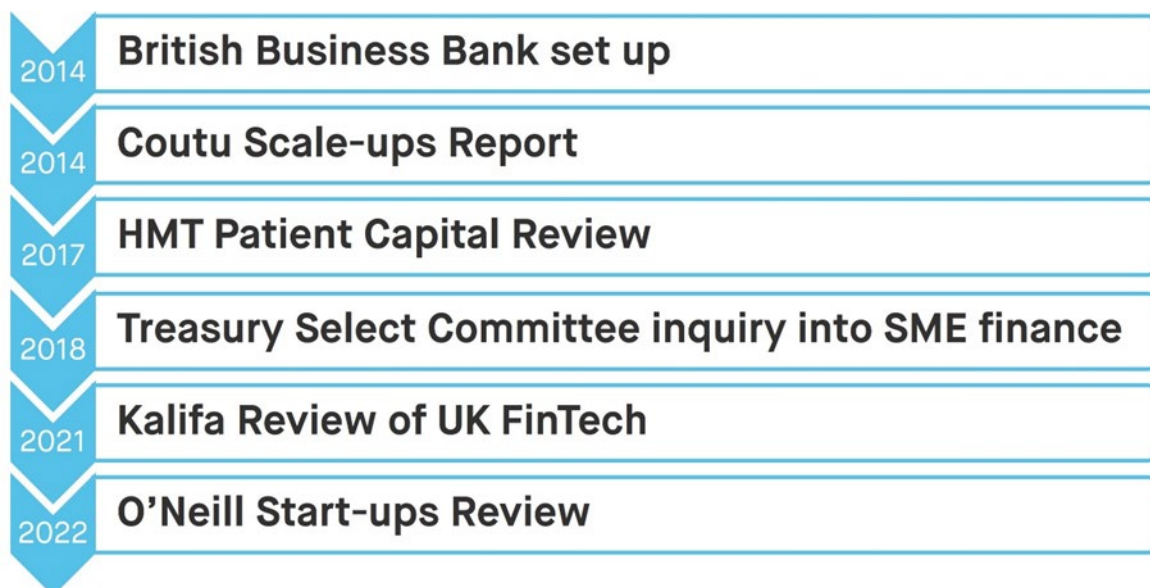 2014
British Business Bank set up
2014
Coutu Scale-ups Report
2017
HMT Patient Capital Review
2018
Treasury Select Committee inquiry into SME finance
2021
Kalifa Review of UK FinTech
2022
O’Neill Start-ups Review